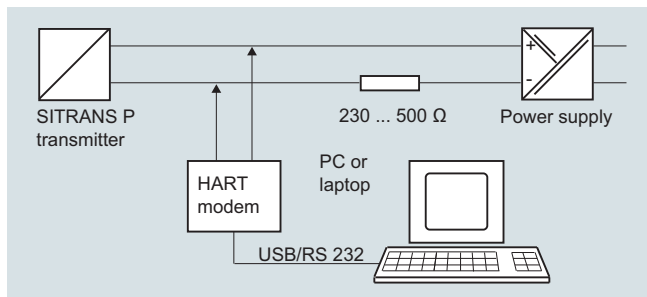 +
-
SITRANS P
transmitter
230 ... 500 Ω
Power supply
HART
modem
PC or
laptop
USB/RS 232